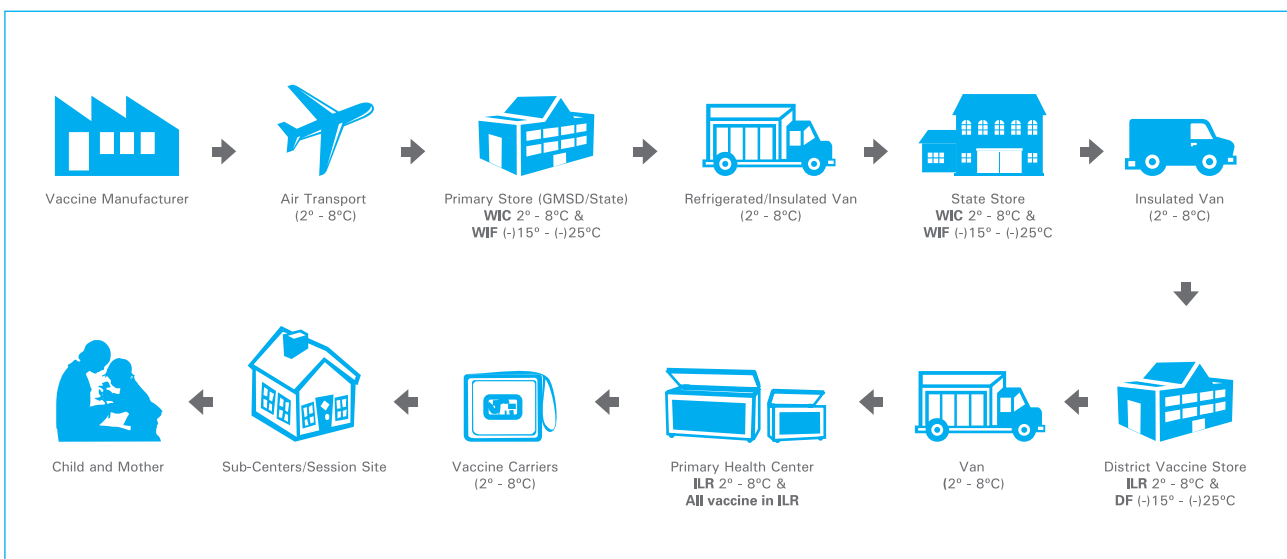 Vaccine Manufacturer
Air Transport
(2º - 8ºC)
Primary Store (GMSD/State)
WIC 2º - 8ºC &
WIF (-)15º - (-)25ºC
Refrigerated/Insulated Van
(2º - 8ºC)
State Store
WIC 2º - 8ºC &
WIF (-)15º - (-)25ºC
Insulated Van
(2º - 8ºC)
Child and Mother
Sub-Centers/Session Site
Vaccine Carriers
(2º - 8ºC)
Primary Health Center
ILR 2º - 8ºC &
All vaccine in ILR
Van
(2º - 8ºC)
District Vaccine Store
ILR 2º - 8ºC &
DF (-)15º - (-)25ºC